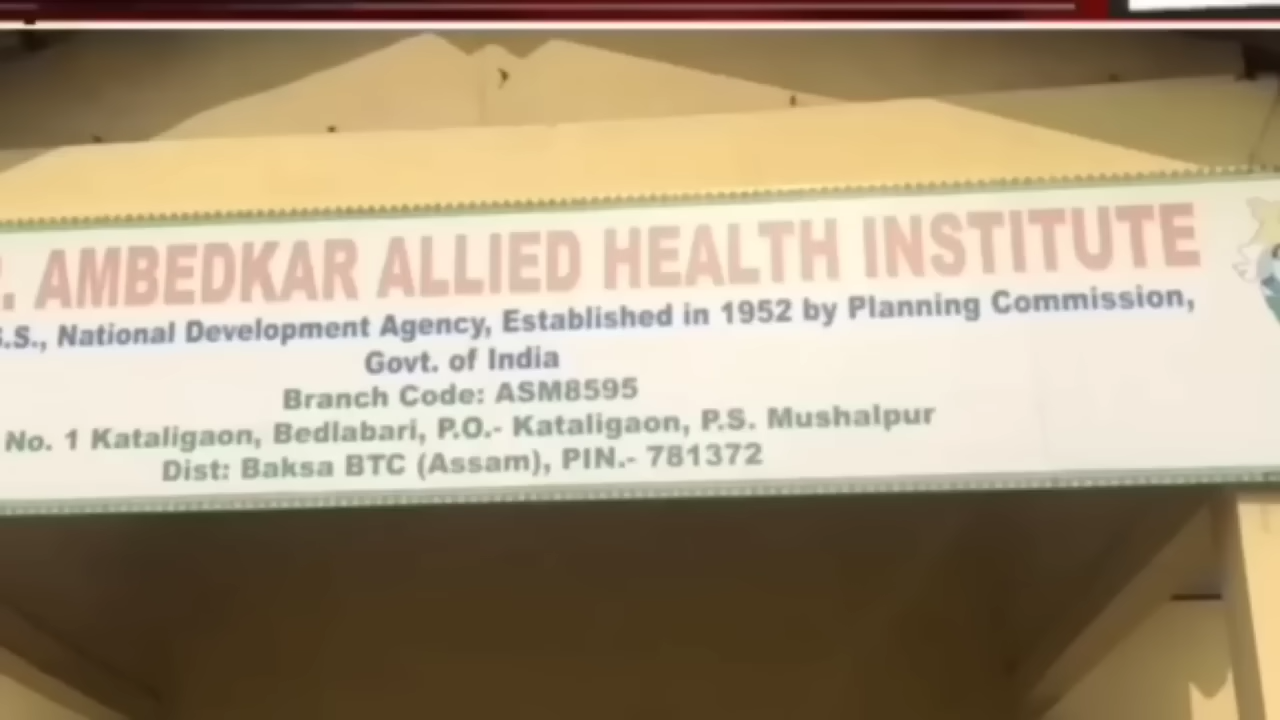 . AMBEDKAR ALLIED HEALTH INSTITUTE
.S., National Development Agency, Established in 1952 by Planning Commission,
Govt. of India
Branch Code: ASM8595
No. 1 Kataligaon, Bedlabari, P.O.- Kataligaon, P.S. Mushalpur
Dist: Baksa BTC (Assam), PIN.- 781372